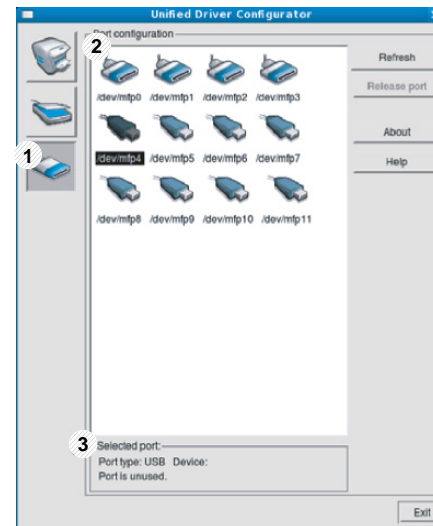 Unified Driver Configurator
2
Port configuration
/dev/mfp0 /dev/mfp1 /dev/mfp2 /dev/mfp3
/dev/mfp4 /dev/mfp5 /dev/mfp6 /dev/mfp7
/dev/mfp8 /dev/mfp9 /dev/mfp10 /dev/mfp11
Refresh
Release port
About
Help
1
3
Selected port:
Port type: USB Device:
Port is unused.
Exit